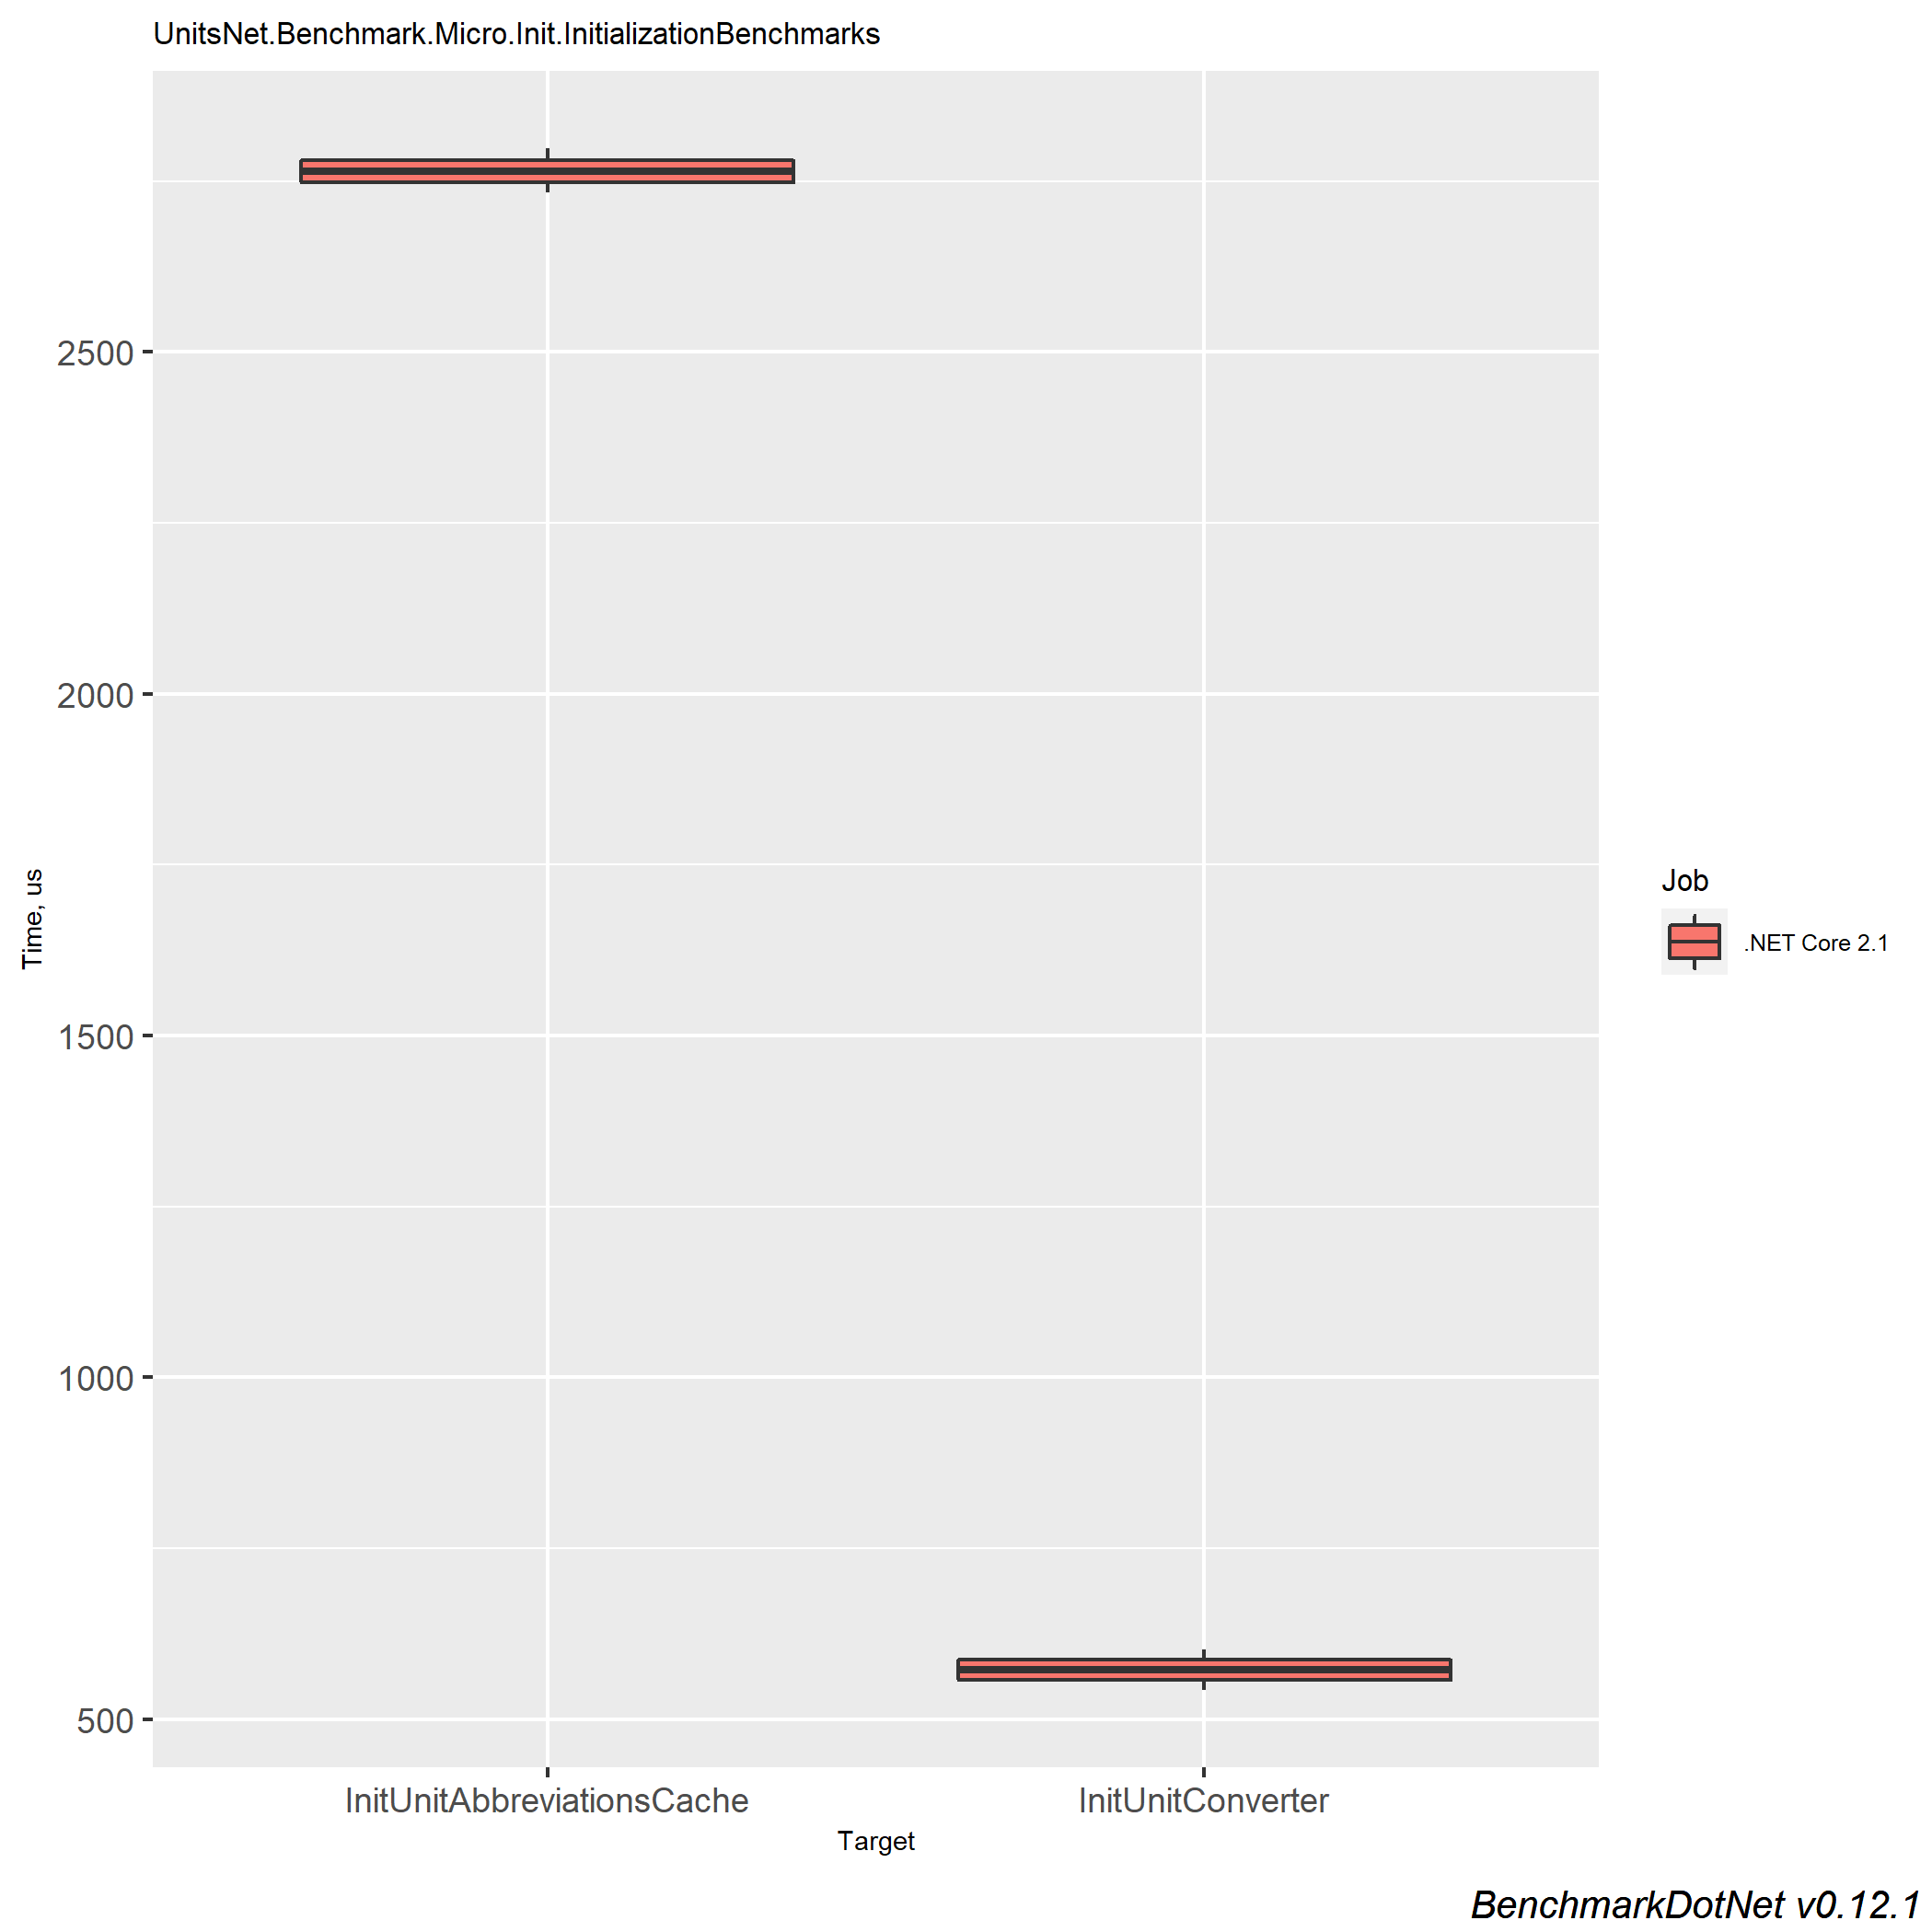 UnitsNet.Benchmark.Micro.Init.InitializationBenchmarks
2500
2000
1500
1000
500
Time, us
InitUnitAbbreviationsCache
InitUnitConverter
Target
Job
.NET Core 2.1
BenchmarkDotNet v0.12.1